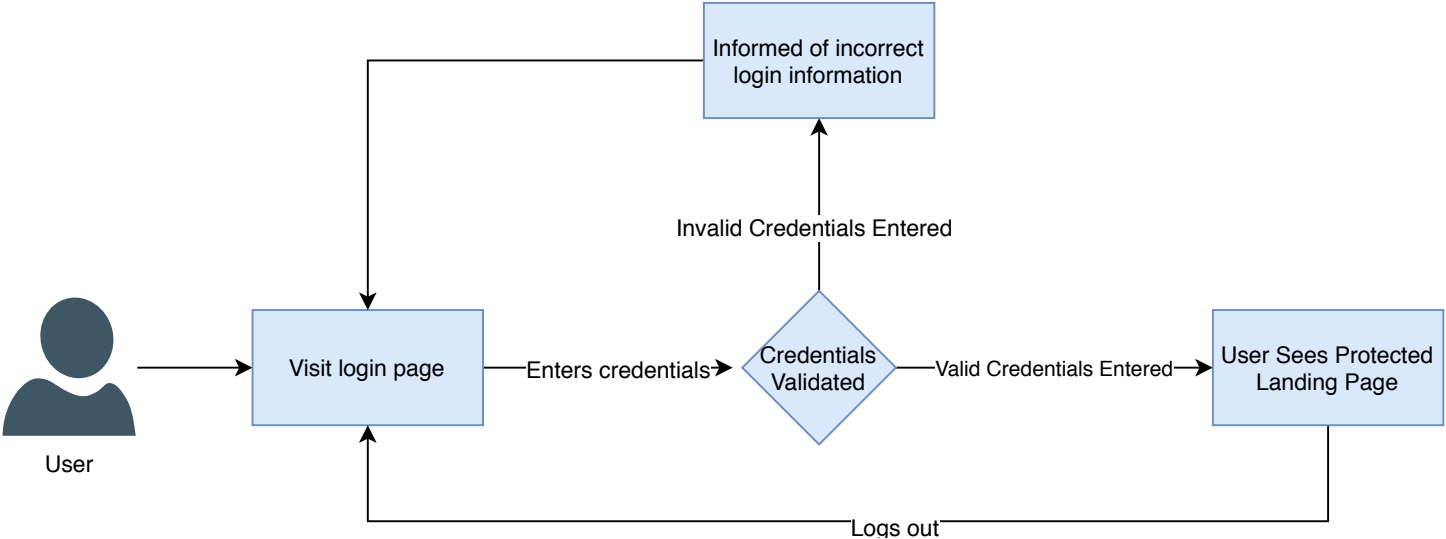 Informed of incorrect
login information
Invalid Credentials Entered
Visit login page
Enters credentials
Credentials
Validated
Valid Credentials Entered
User Sees Protected
Landing Page
User
Logs out